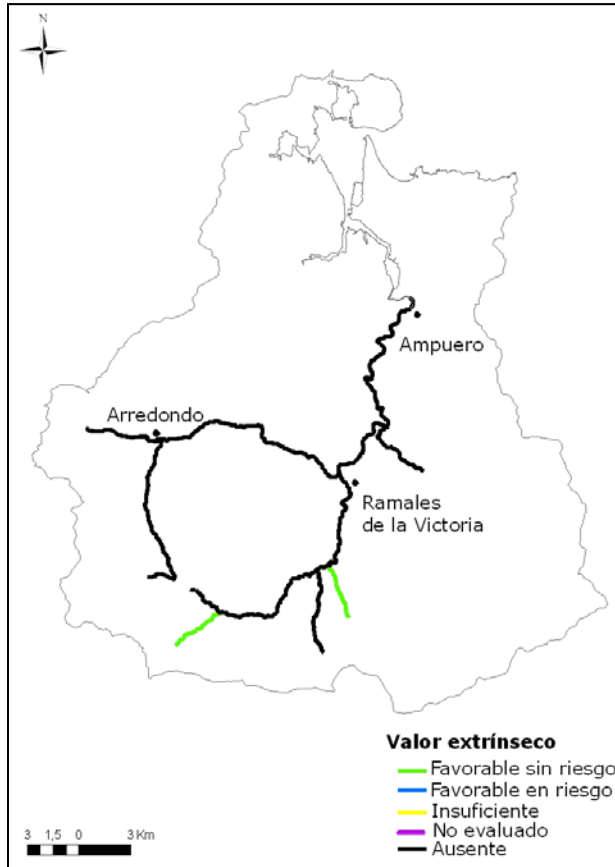 N
Ampuero
Arredondo
Ramales
de la Victoria
Valor extrínseco
Favorable sin riesgo
Favorable en riesgo
Insuficiente
No evaluado
Ausente
3 1,5 0 3 Km